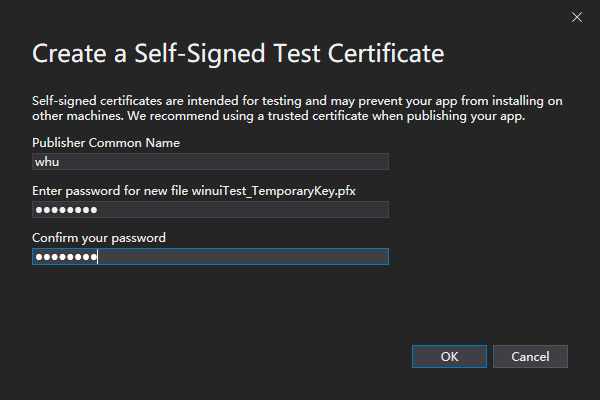 Create a Self-Signed Test Certificate
Self-signed certificates are intended for testing and may prevent your app from installing on
other machines. We recommend using a trusted certificate when publishing your app.
Publisher Common Name
whu
Enter password for new file winuiTest_TemporaryKey.pfx
●●●●●●●●
Confirm your password
●●●●●●●●
OK
Cancel